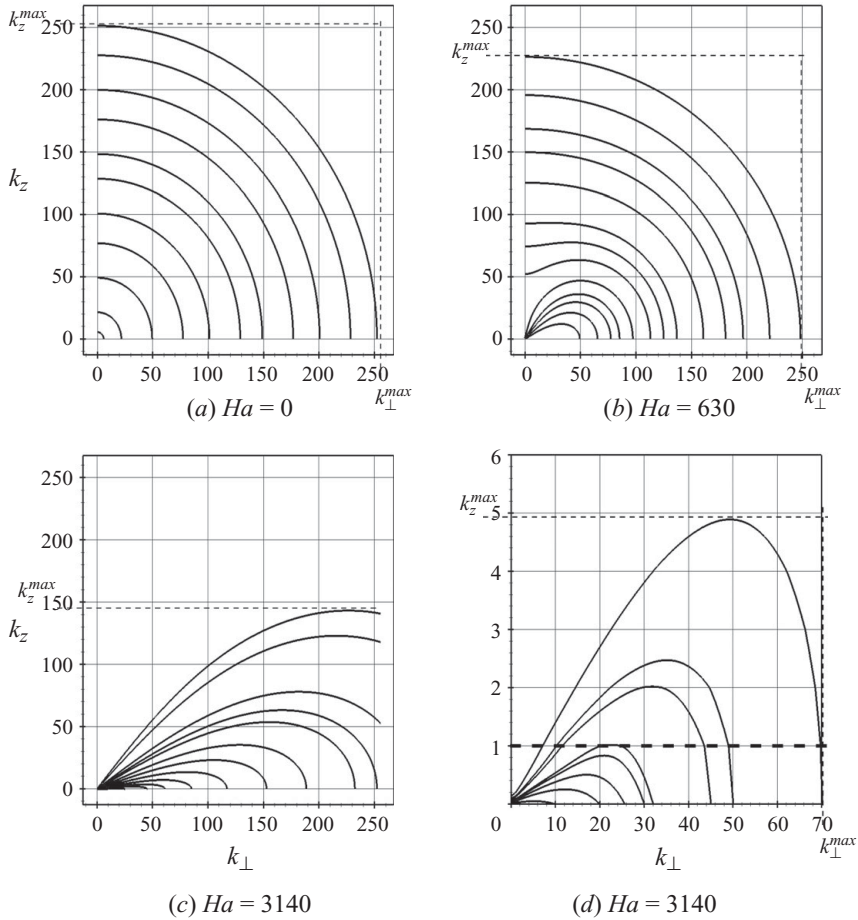 k_z^{max}
250
200
150
k_z
100
50
0
0 50 100 150 200 250
k_⊥^{max}
(a) Ha = 0
250
k_z^{max}
200
150
100
50
0
0 50 100 150 200 250
k_⊥^{max}
(b) Ha = 630
250
200
k_z^{max}
150
k_z
100
50
0
0 50 100 150 200 250
k_⊥
(c) Ha = 3140
6
k_z^{max}
5
4
3
2
1
0
0 10 20 30 40 50 60 70
k_⊥
k_⊥^{max}
(d) Ha = 3140